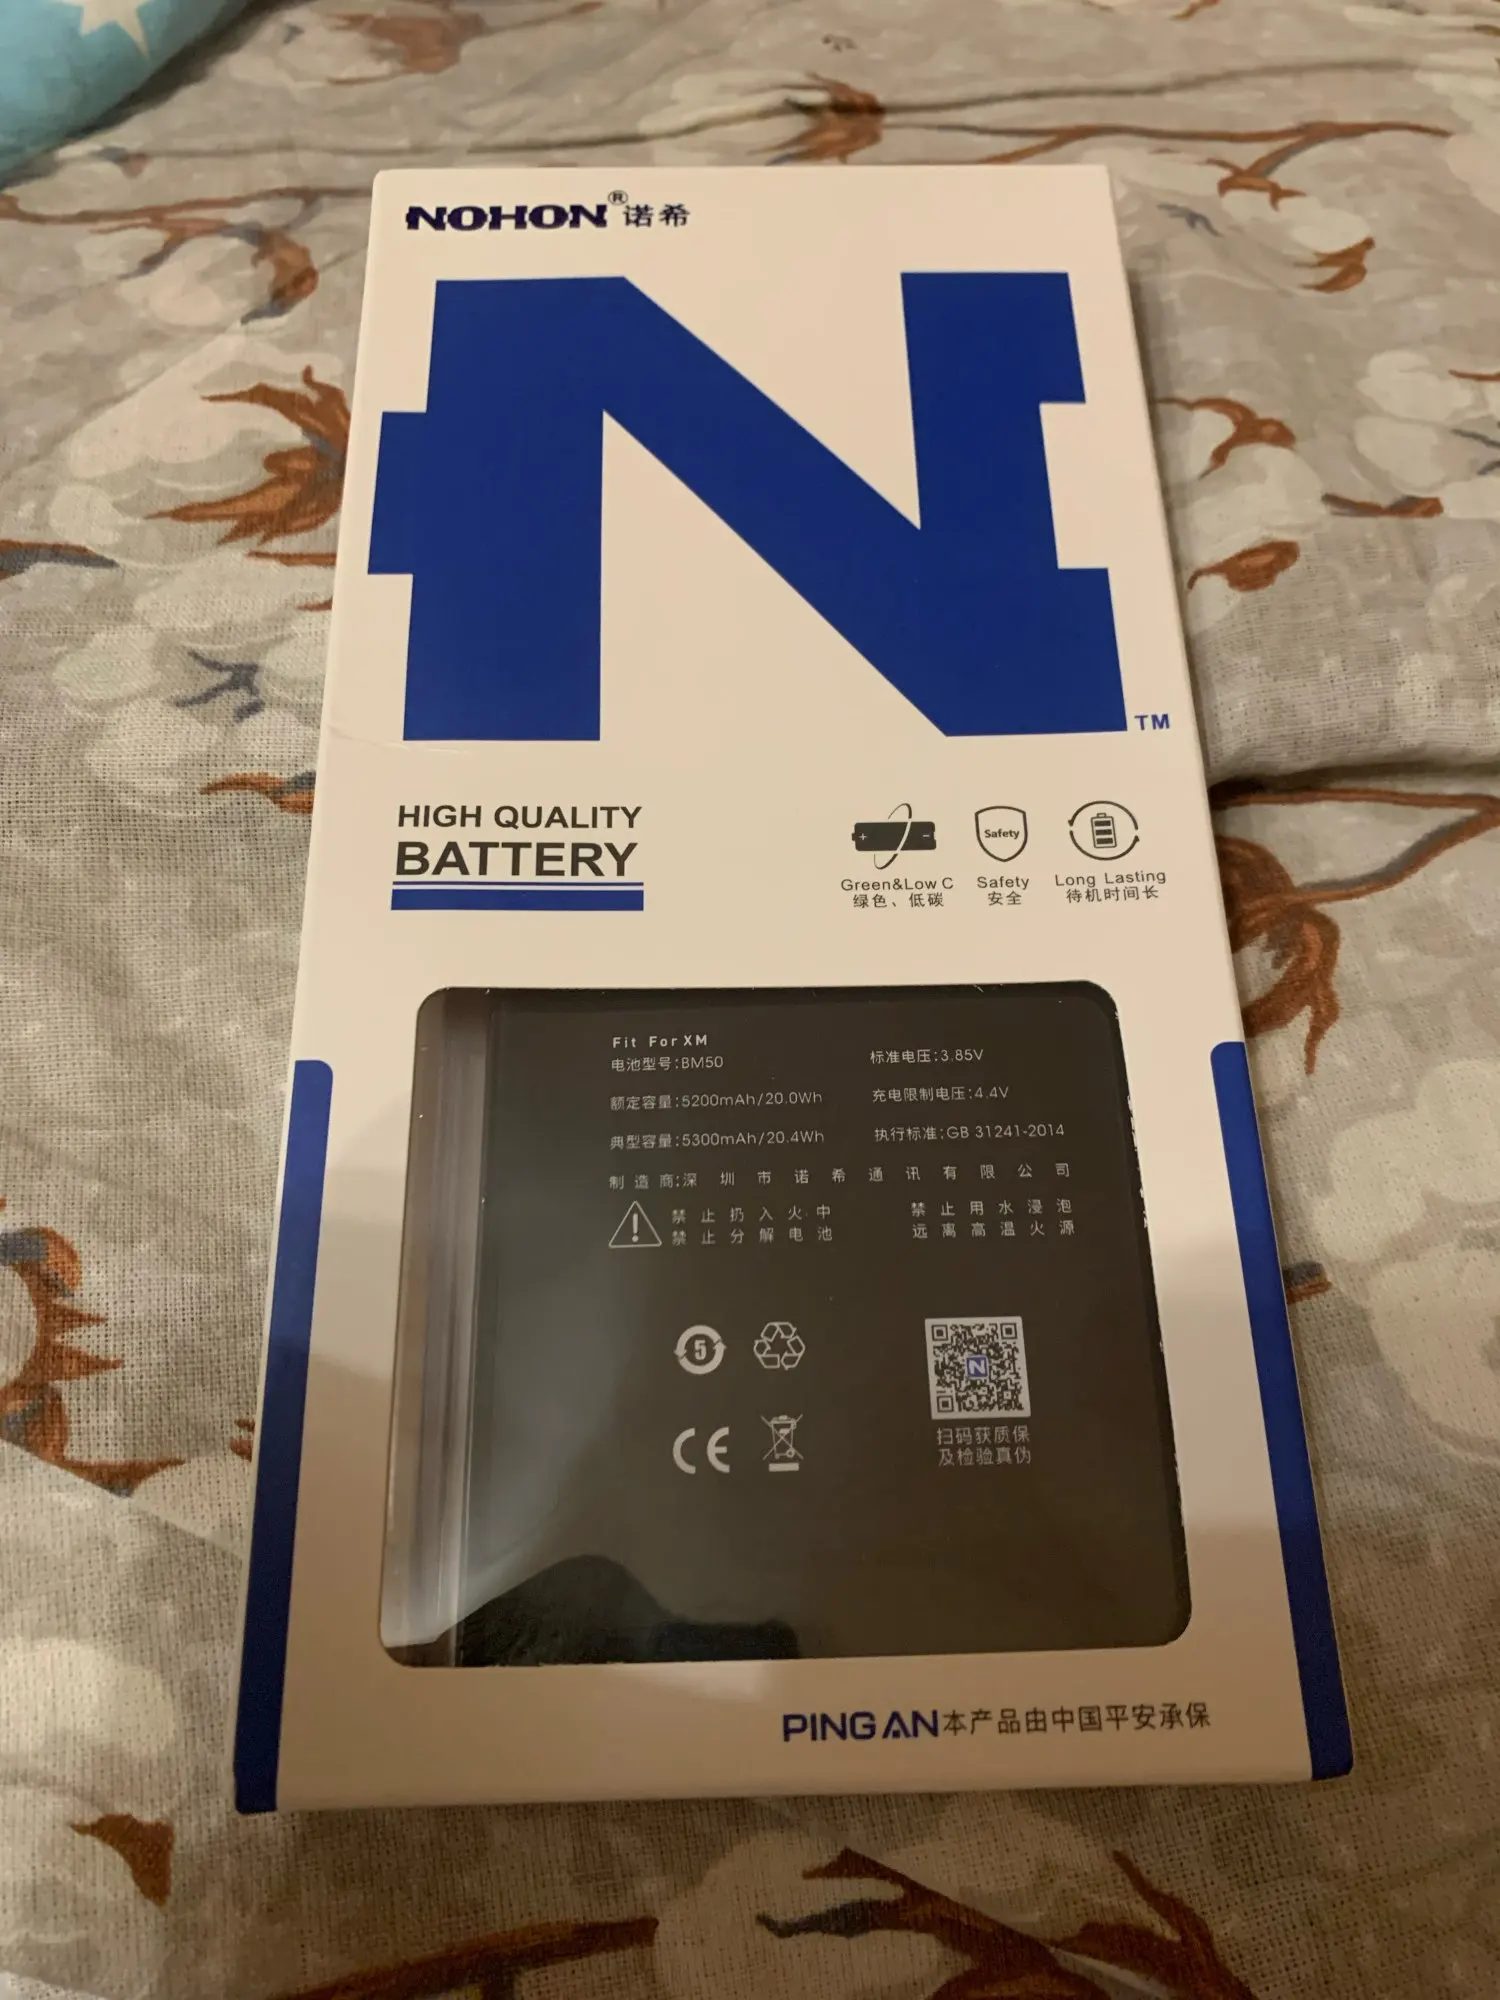 NOHON® 诺希
N
TM
HIGH QUALITY
BATTERY
Green&Low C
绿色、低碳
Safety
Safety
安全
Long Lasting
待机时间长
Fit For XM
电池型号:BM50
标准电压:3.85V
额定容量:5200mAh/20.0Wh
充电限制电压:4.4V
典型容量:5300mAh/20.4Wh
执行标准:GB 31241-2014
制造商:深圳市诺希通讯有限公司
禁止扔入火中
禁止用水浸泡
禁止分解电池
远离高温火源
5
N
CE
扫码获质保
及检验真伪
PINGAN本产品由中国平安承保